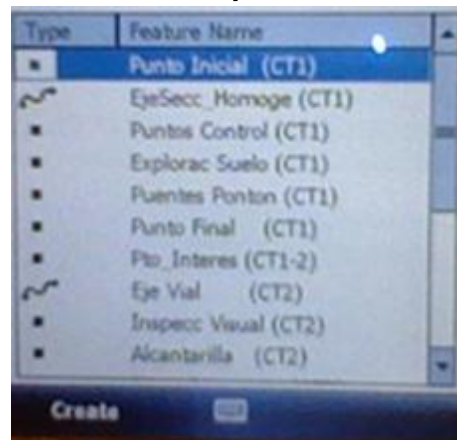 Type Feature Name
Punto Inicial (CT1)
EjeSecc_Homoge (CT1)
Puntos Control (CT1)
Explorac Suelo (CT1)
Puentes Ponton (CT1)
Punto Final (CT1)
Pto_Interes (CT1-2)
Eje Vial (CT2)
Inspecc Visual (CT2)
Alcantarilla (CT2)
Create